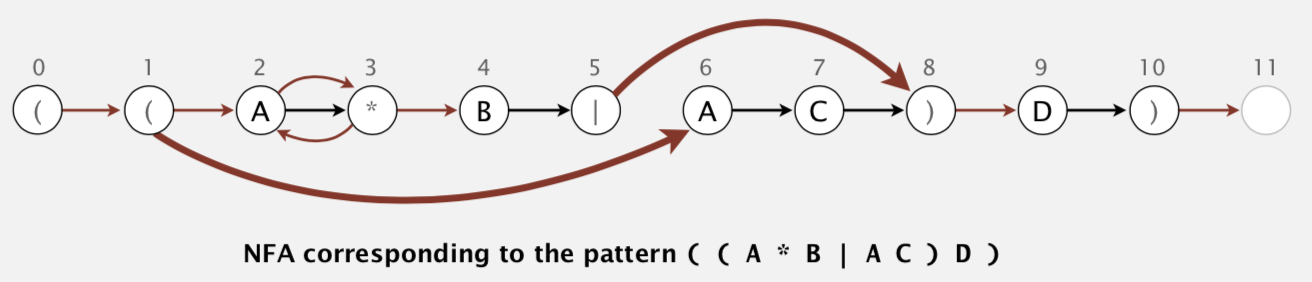 0 1 2 3 4 5 6 7 8 9 10 11
( ( A * B | A C ) D )
NFA corresponding to the pattern ( ( A * B | A C ) D )